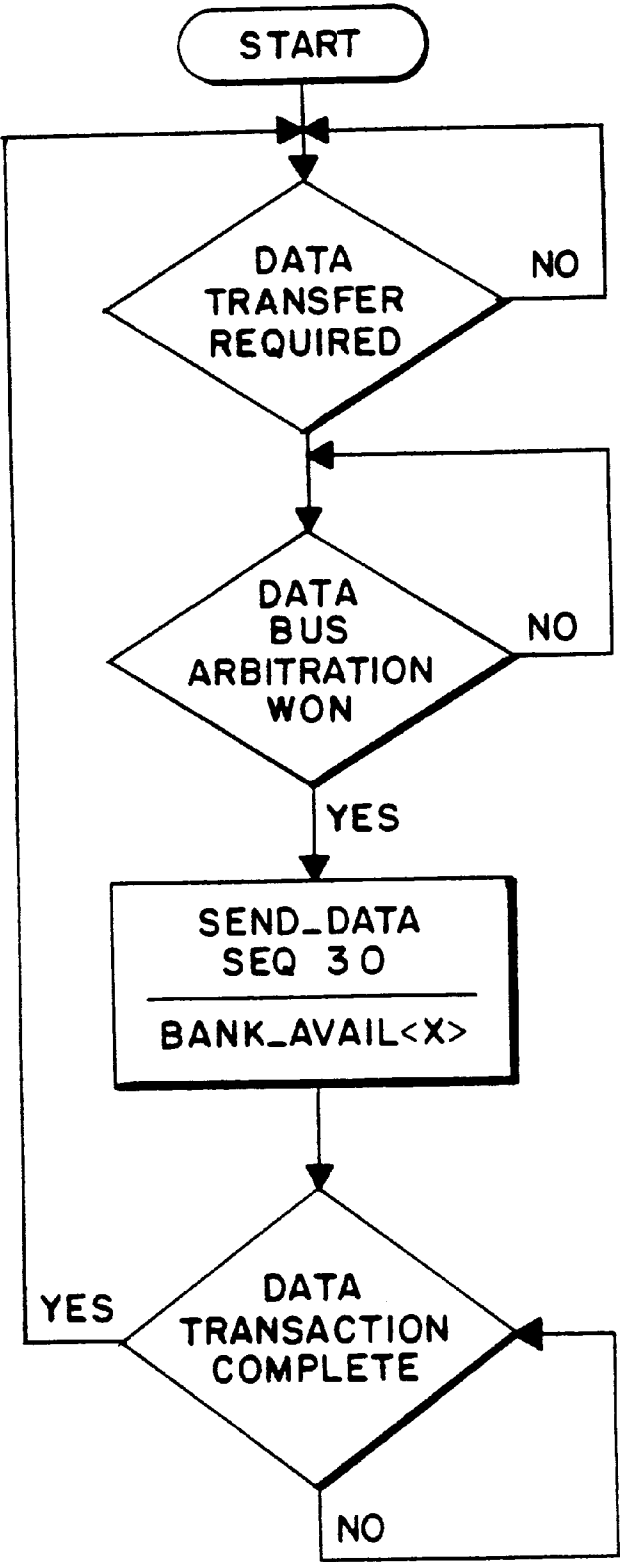 START
DATA
TRANSFER
REQUIRED
NO
DATA
BUS
ARBITRATION
WON
NO
YES
SEND_DATA
SEQ 30
BANK_AVAIL<X>
DATA
TRANSACTION
COMPLETE
YES
NO